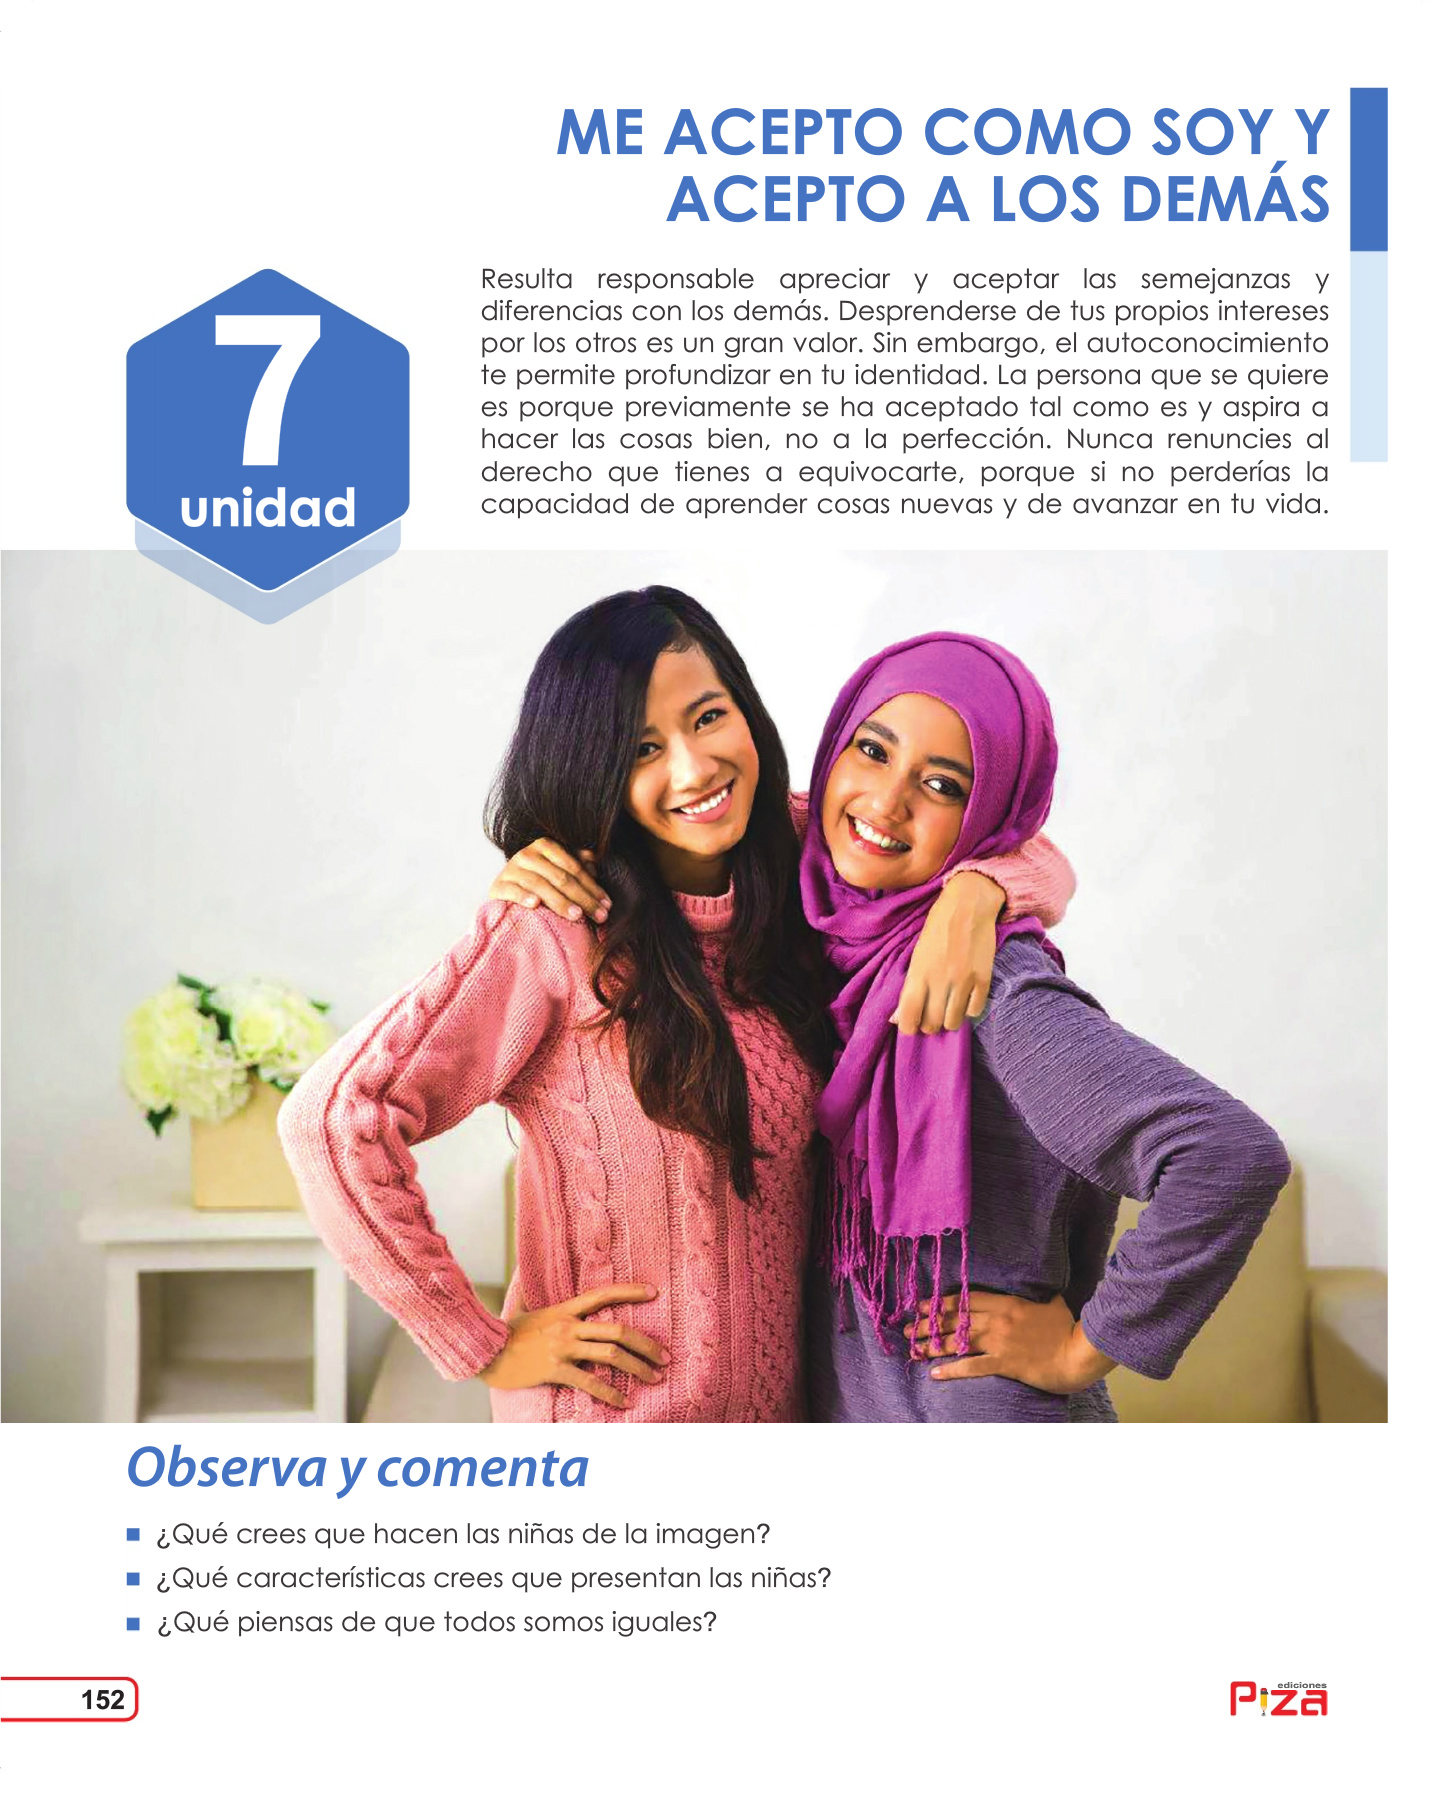 ME ACEPTO COMO SOY Y
ACEPTO A LOS DEMÁS
7
unidad
Resulta responsable apreciar y aceptar las semejanzas y
diferencias con los demás. Desprenderse de tus propios intereses
por los otros es un gran valor. Sin embargo, el autoconocimiento
te permite profundizar en tu identidad. La persona que se quiere
es porque previamente se ha aceptado tal como es y aspira a
hacer las cosas bien, no a la perfección. Nunca renuncies al
derecho que tienes a equivocarte, porque si no perderías la
capacidad de aprender cosas nuevas y de avanzar en tu vida.
Observa y comenta
¿Qué crees que hacen las niñas de la imagen?
¿Qué características crees que presentan las niñas?
¿Qué piensas de que todos somos iguales?
152
ediciones
Piza